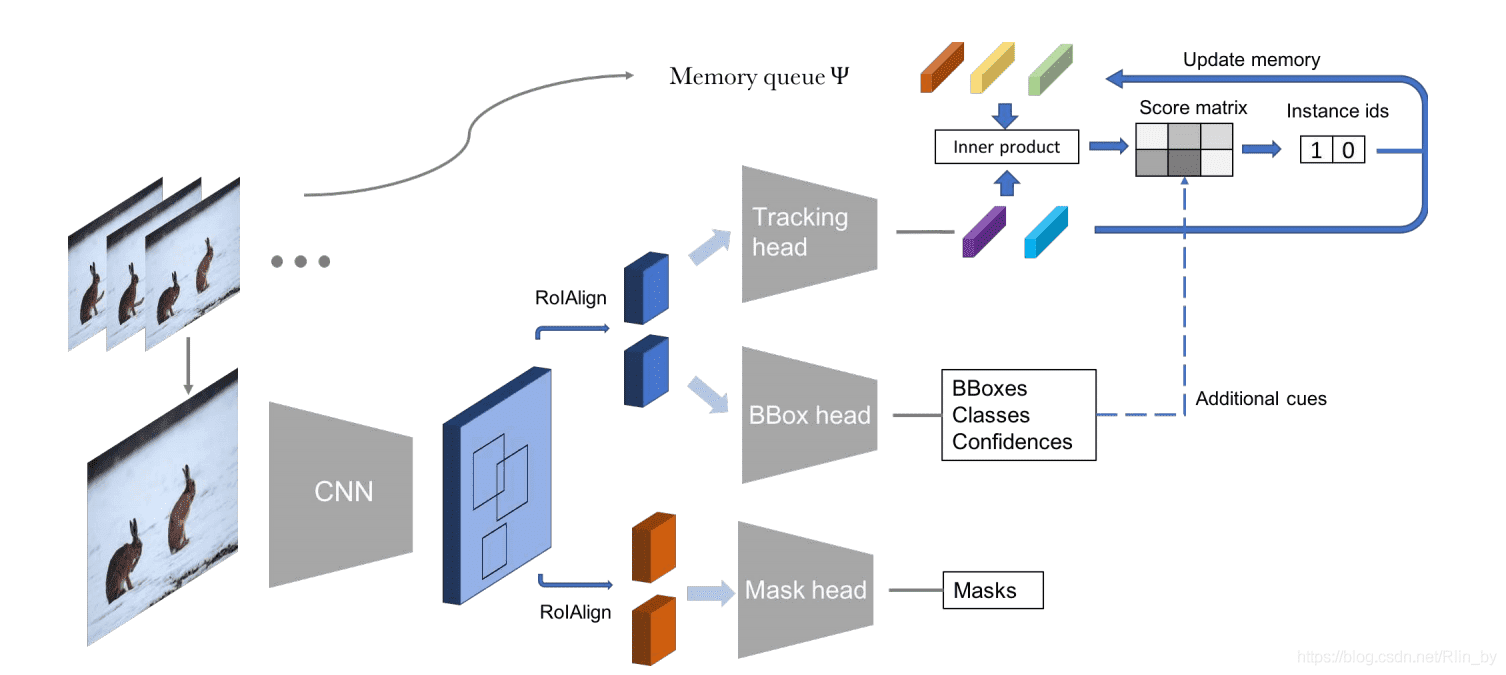 Memory queue Ψ
Update memory
Score matrix
Instance ids
Inner product
1 0
Tracking
head
RoIAlign
BBox head
BBoxes
Classes
Confidences
Additional cues
CNN
RoIAlign
Mask head
Masks
https://blog.csdn.net/Rlin_by